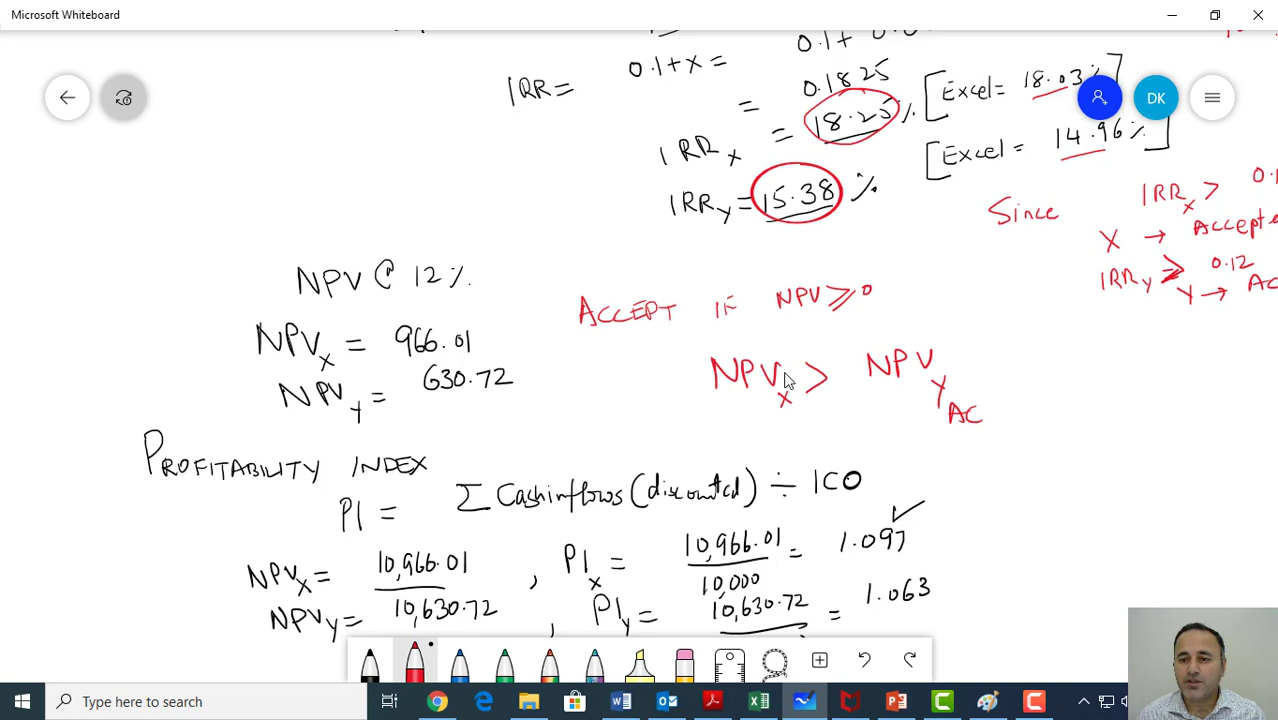 Microsoft Whiteboard
0.1+
0.1+x =
IRR=
= 0.1825
IRRx = 18.25%
[Excel= 18.03%]
IRRY = 15.38 %
[Excel = 14.96%]
DK
Since IRRx >
X → Accepte
IRRY > 0.12
Y → Ac
NPV @ 12%
ACCEPT IF NPV≥0
NPVx = 966.01
NPVY = 630.72
NPVx > NPVY
AC
PROFITABILITY INDEX
PI = Σ Cashinflows (discounted) ÷ ICO
NPVx = 10,966.01 , PIx = 10,966.01 / 10,000 = 1.097 ✓
NPVY = 10,630.72 , PIY = 10,630.72 = 1.063
Type here to search